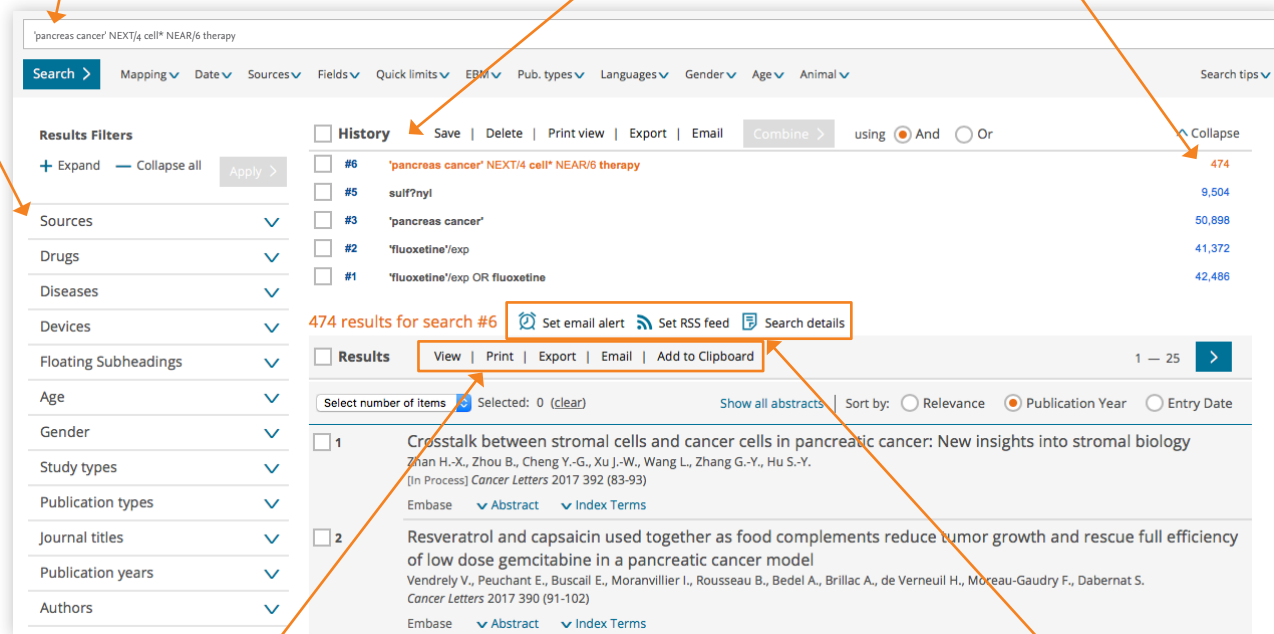 'pancreas cancer' NEXT/4 cell* NEAR/6 therapy
Search Mapping Date Sources Fields Quick limits EBM Pub. types Languages Gender Age Animal Search tips
Results Filters
Expand Collapse all Apply
Sources
Drugs
Diseases
Devices
Floating Subheadings
Age
Gender
Study types
Publication types
Journal titles
Publication years
Authors
History Save | Delete | Print view | Export | Email Combine using And Or Collapse
#6 'pancreas cancer' NEXT/4 cell* NEAR/6 therapy 474
#5 sulf?nyl 9,504
#3 'pancreas cancer' 50,898
#2 'fluoxetine'/exp 41,372
#1 'fluoxetine'/exp OR fluoxetine 42,486
474 results for search #6 Set email alert Set RSS feed Search details
Results View | Print | Export | Email | Add to Clipboard 1 — 25
Select number of items Selected: 0 (clear) Show all abstracts | Sort by: Relevance Publication Year Entry Date
1 Crosstalk between stromal cells and cancer cells in pancreatic cancer: New insights into stromal biology
Zhan H.-X., Zhou B., Cheng Y.-G., Xu J.-W., Wang L., Zhang G.-Y., Hu S.-Y.
[In Process] Cancer Letters 2017 392 (83-93)
Embase Abstract Index Terms
2 Resveratrol and capsaicin used together as food complements reduce tumor growth and rescue full efficiency
of low dose gemcitabine in a pancreatic cancer model
Vendrely V., Peuchant E., Buscail E., Moranvillier I., Rousseau B., Bedel A., Brillac A., de Verneuil H., Moreau-Gaudry F., Dabernat S.
Cancer Letters 2017 390 (91-102)
Embase Abstract Index Terms